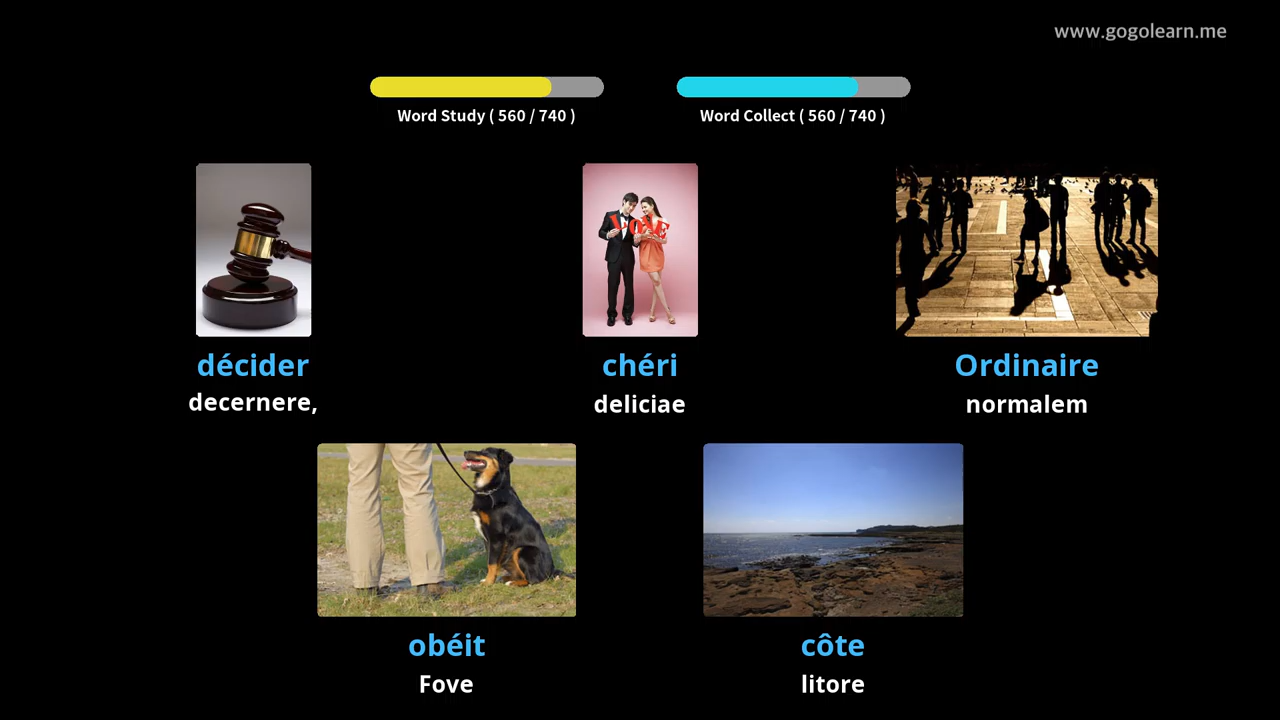 www.gogolearn.me
Word Study ( 560 / 740 )
Word Collect ( 560 / 740 )
LOVE
décider
decernere,
chéri
deliciae
Ordinaire
normalem
obéit
Fove
côte
litore